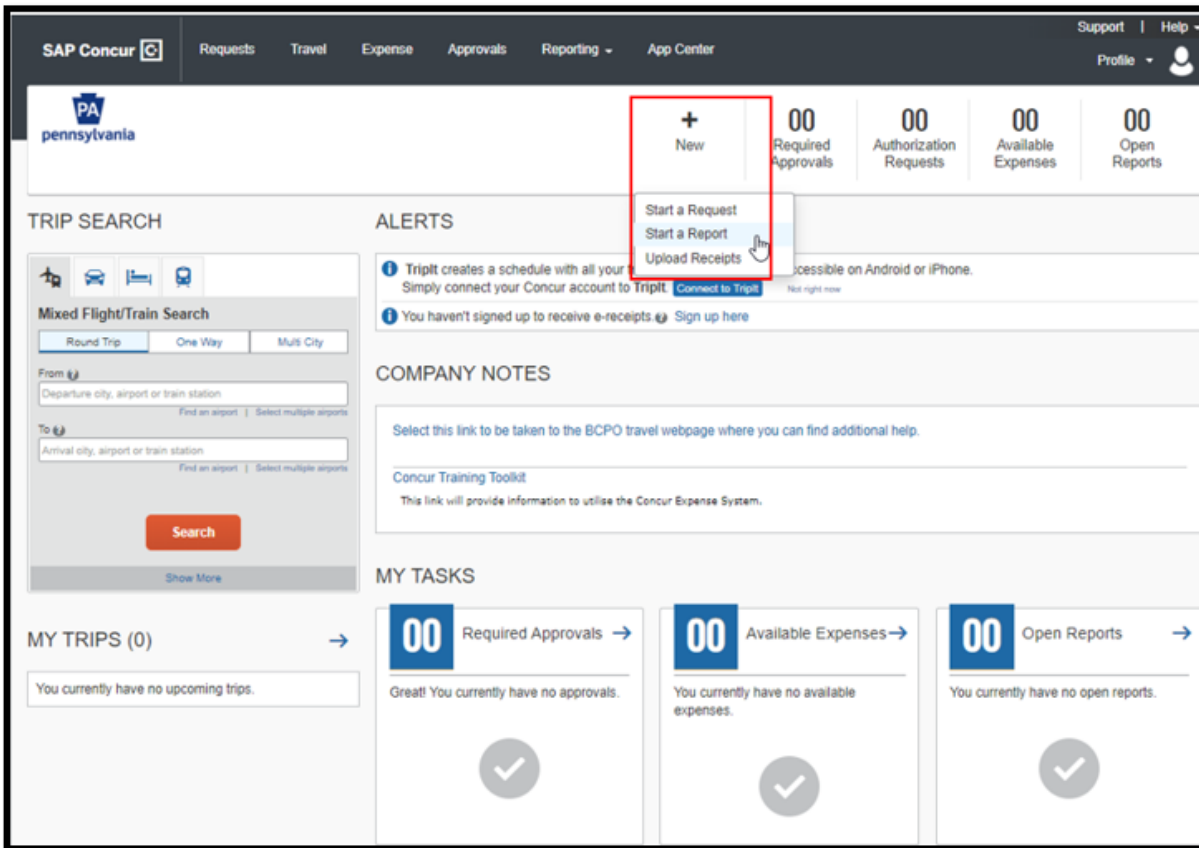 Support | Help
SAP Concur C Requests Travel Expense Approvals Reporting App Center
Profile
PA
pennsylvania
+
New
00
Required
Approvals
00
Authorization
Requests
00
Available
Expenses
00
Open
Reports
Start a Request
Start a Report
Upload Receipts
TRIP SEARCH
Mixed Flight/Train Search
Round Trip One Way Multi City
From ?
Departure city, airport or train station
Find an airport | Select multiple airports
To ?
Arrival city, airport or train station
Find an airport | Select multiple airports
Search
Show More
MY TRIPS (0)
You currently have no upcoming trips.
ALERTS
TripIt creates a schedule with all your ccessible on Android or iPhone.
Simply connect your Concur account to TripIt. Connect to TripIt Not right now
You haven't signed up to receive e-receipts. ? Sign up here
COMPANY NOTES
Select this link to be taken to the BCPO travel webpage where you can find additional help.
Concur Training Toolkit
This link will provide information to utilise the Concur Expense System.
MY TASKS
00 Required Approvals
Great! You currently have no approvals.
00 Available Expenses
You currently have no available
expenses.
00 Open Reports
You currently have no open reports.